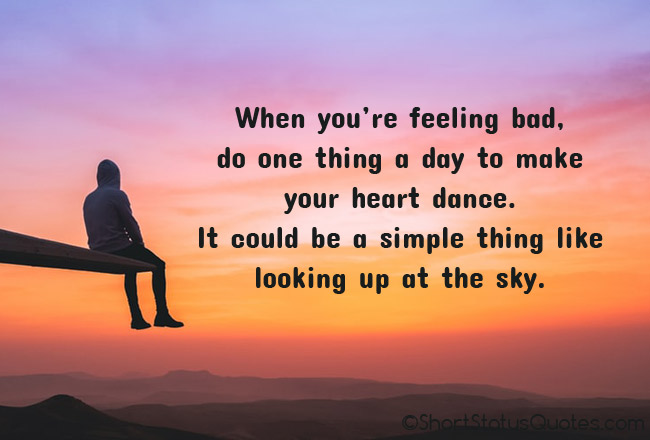 When you're feeling bad,
do one thing a day to make
your heart dance.
It could be a simple thing like
looking up at the sky.
©ShortStatusQuotes.com